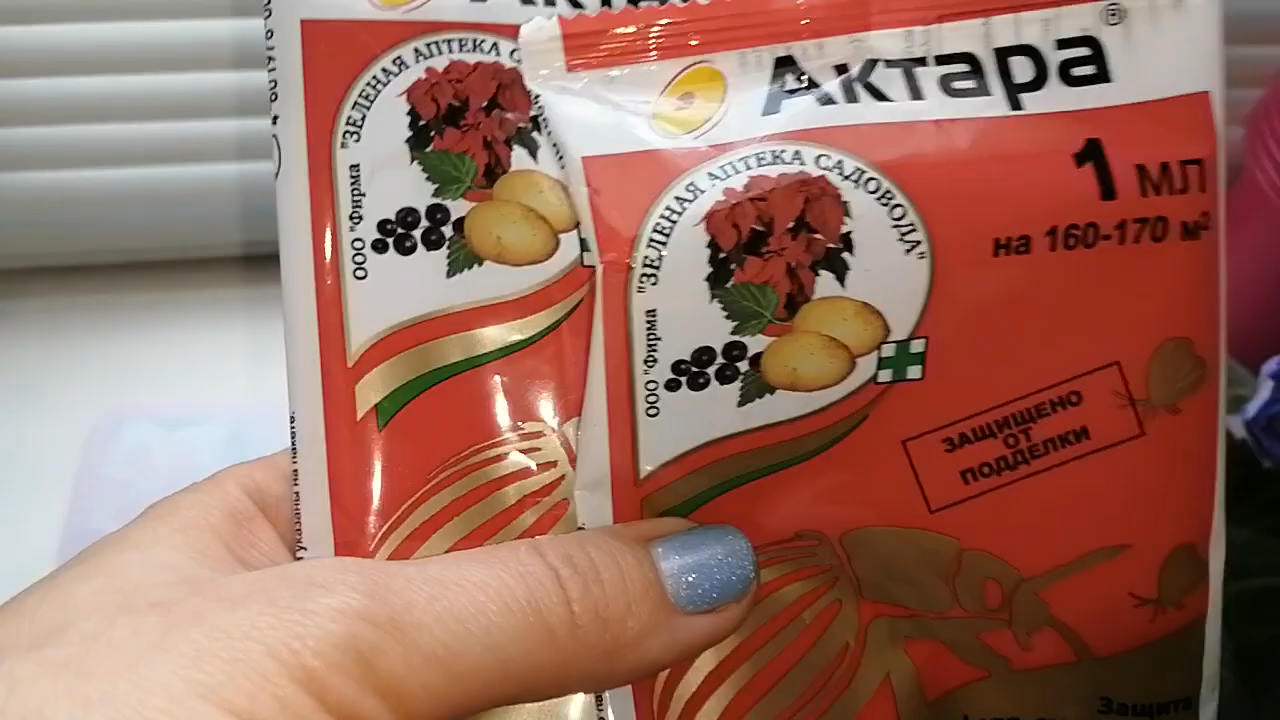 Актара®
1 мл
на 160-170 м²
ООО "Фирма "ЗЕЛЕНАЯ АПТЕКА САДОВОДА"
ЗАЩИЩЕНО
ОТ
ПОДДЕЛКИ
Защита
ООО "Фирма "ЗЕЛЕНАЯ АПТЕКА
указаны на пакете.